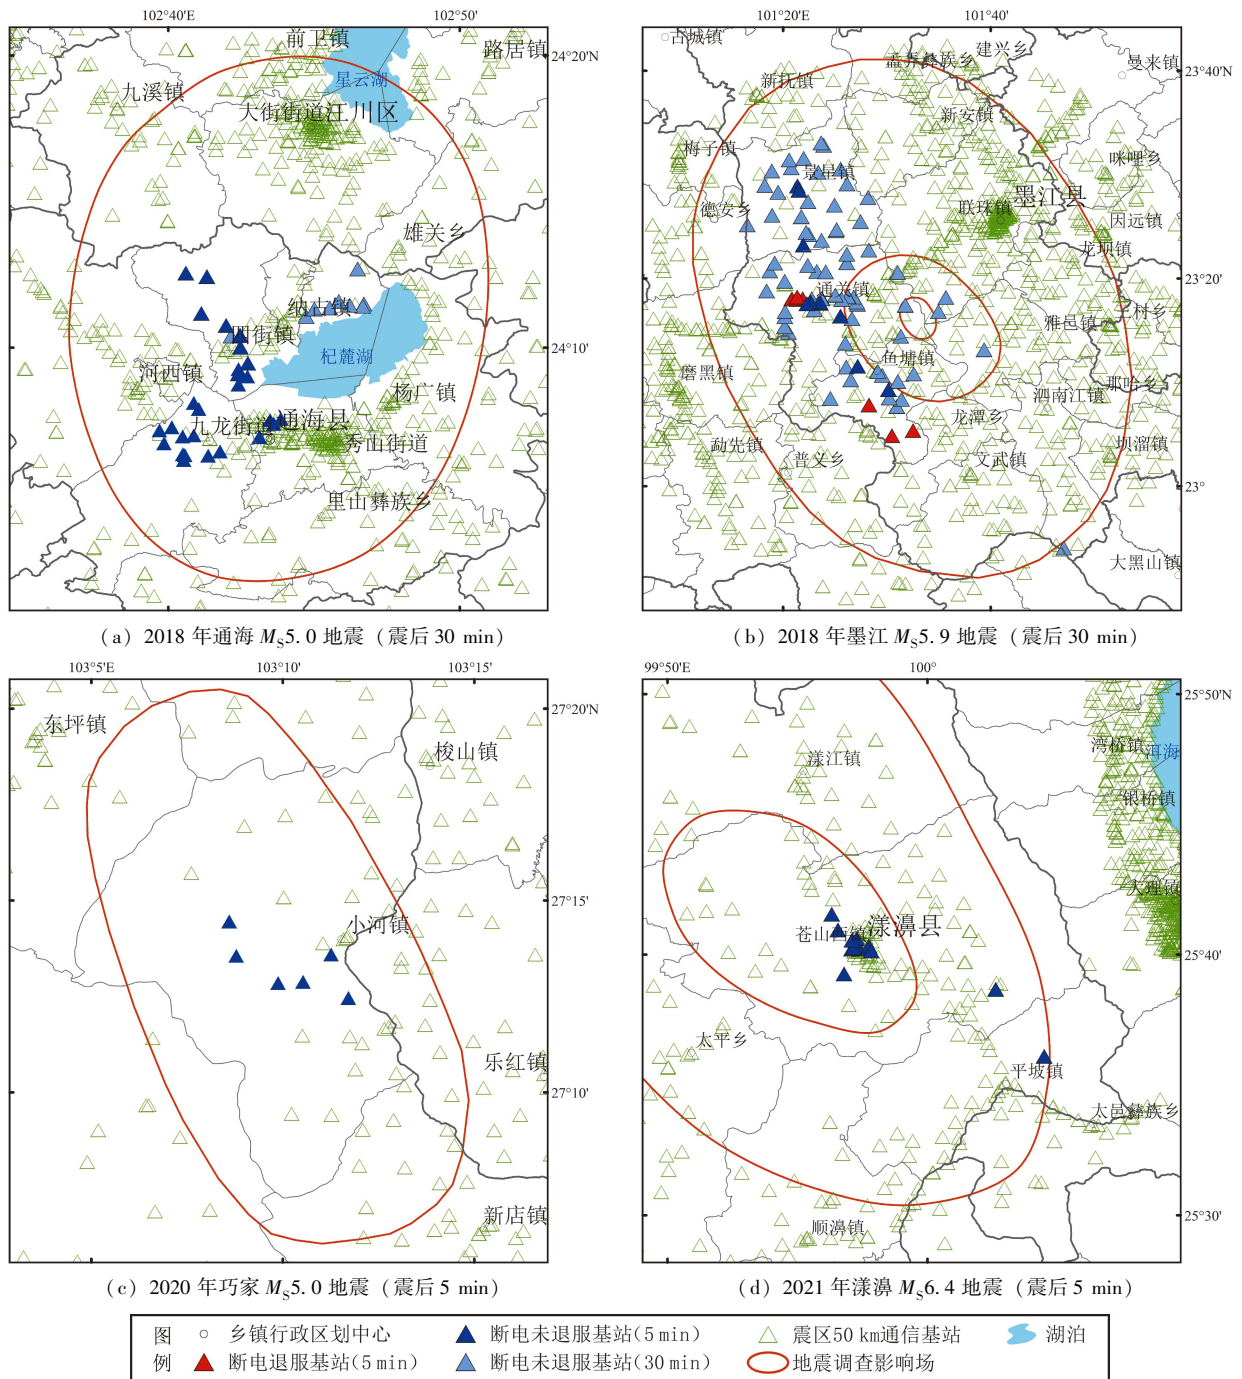 102°40′E 102°50′
前卫镇
路居镇
24°20′N
星云湖
九溪镇
大街街道
江川区
雄关乡
纳古镇
四街镇
杞麓湖
24°10′
河西镇
杨广镇
九龙街道
通海县
秀山街道
里山彝族乡
(a) 2018 年通海 MS5.0 地震 (震后 30 min)
101°20′ 101°40′
古城镇
建兴乡
孟弄彝族乡
曼来镇
23°40′
新抚镇
新安镇
梅子镇
景星镇
咪哩乡
墨江县
联珠镇
德安乡
因远镇
龙坝镇
23°20′
通关镇
雅邑镇
鱼塘镇
磨黑镇
那哈乡
泗南江镇
龙潭乡
勐先镇
坝溜镇
普义乡
文武镇
23°
大黑山镇
(b) 2018 年墨江 MS5.9 地震 (震后 30 min)
103°5′E 103°10′ 103°15′
27°20′N
东坪镇
梭山镇
27°15′
小河镇
乐红镇
27°10′
新店镇
(c) 2020 年巧家 MS5.0 地震 (震后 5 min)
99°50′E 100°
25°50′N
湾桥镇
洱海
漾江镇
银桥镇
大理镇
漾濞县
苍山西镇
25°40′
太平乡
平坡镇
太邑彝族乡
25°30′
顺濞镇
(d) 2021 年漾濞 MS6.4 地震 (震后 5 min)
图 乡镇行政区划中心 断电未退服基站(5 min) 震区50 km通信基站 湖泊
例 断电退服基站(5 min) 断电未退服基站(30 min) 地震调查影响场